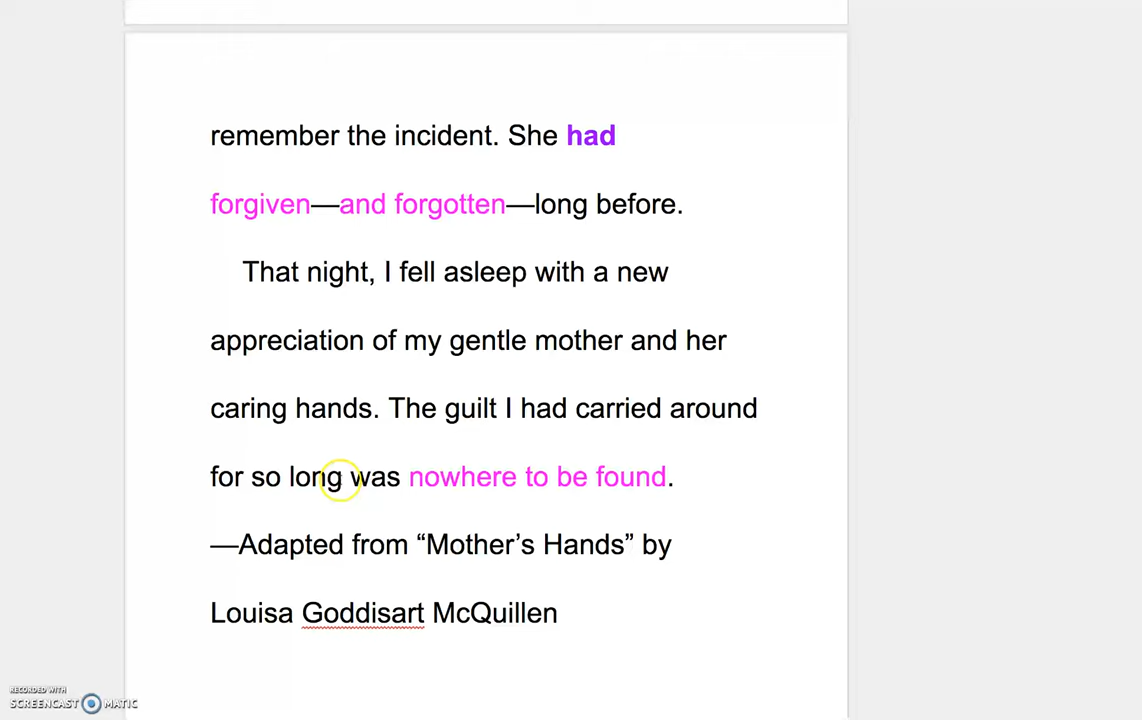 remember the incident. She had
forgiven—and forgotten—long before.
That night, I fell asleep with a new
appreciation of my gentle mother and her
caring hands. The guilt I had carried around
for so long was nowhere to be found.
—Adapted from “Mother’s Hands” by
Louisa Goddisart McQuillen
RECORDED WITH
SCREENCAST MATIC